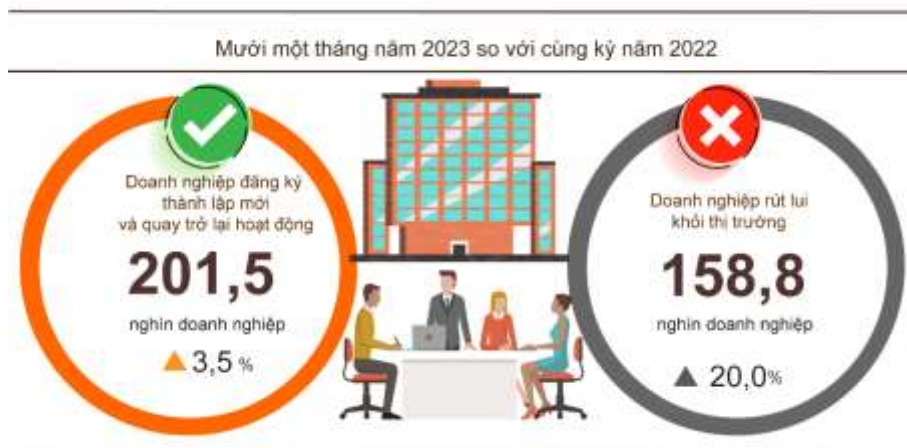 Mười một tháng năm 2023 so với cùng kỳ năm 2022
Doanh nghiệp đăng ký
thành lập mới
và quay trở lại hoạt động
201,5
nghìn doanh nghiệp
3,5 %
Doanh nghiệp rút lui
khỏi thị trường
158,8
nghìn doanh nghiệp
20,0%